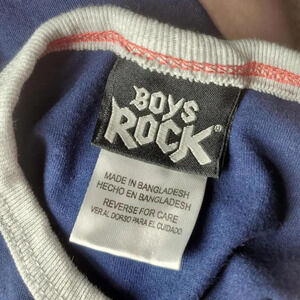 BOYS
ROCK®
MADE IN BANGLADESH
HECHO EN BANGLADESH
REVERSE FOR CARE
VER AL DORSO PARA EL CUIDADO